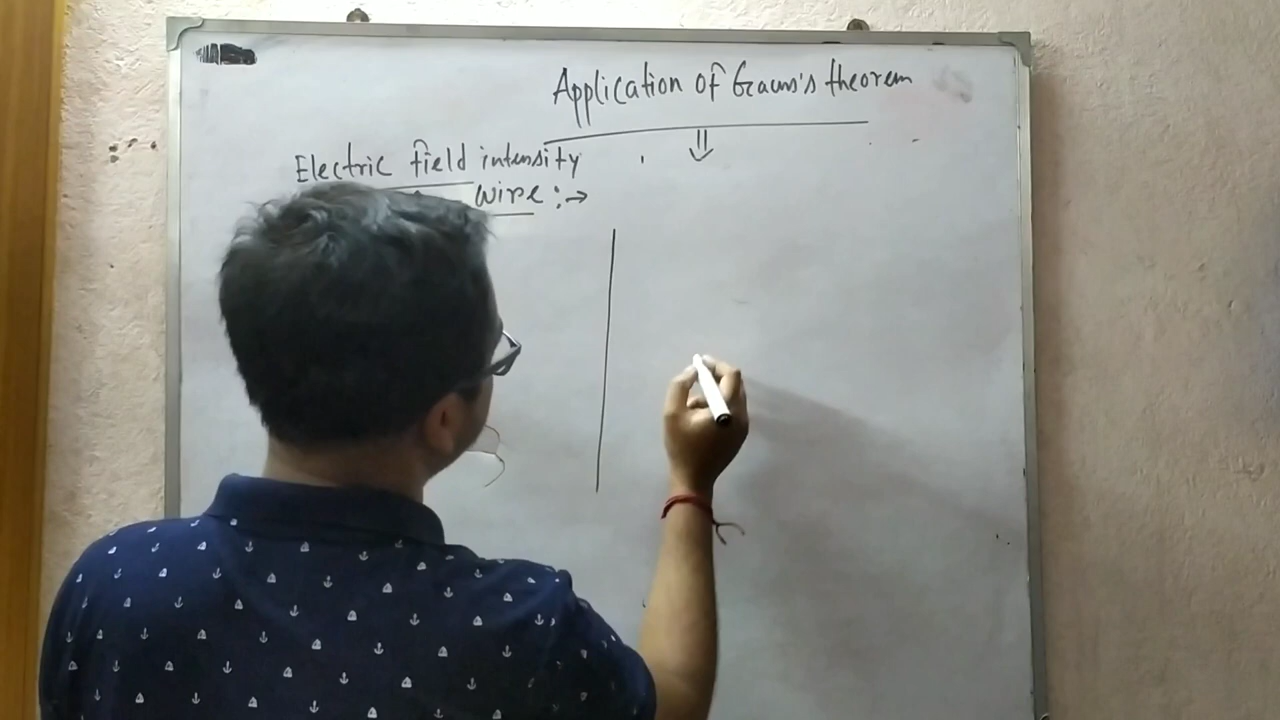 Application of Gauss's theorem
Electric field intensity
wire :→